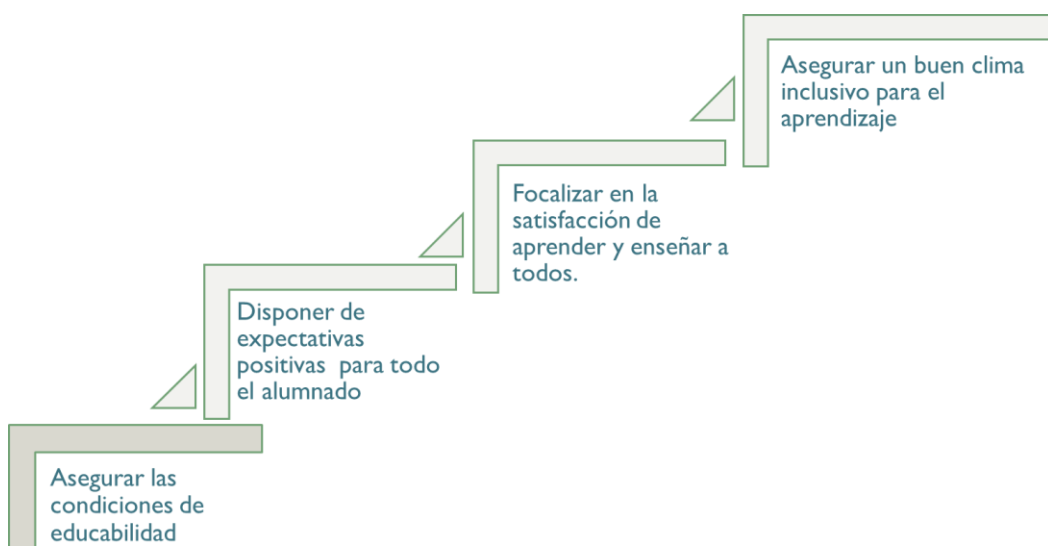 Asegurar un buen clima
inclusivo para el
aprendizaje
Focalizar en la
satisfacción de
aprender y enseñar a
todos.
Disponer de
expectativas
positivas  para todo
el alumnado
Asegurar las
condiciones de
educabilidad